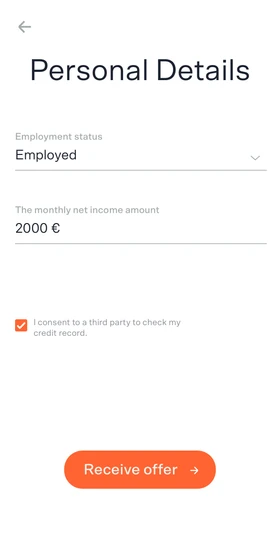 Personal Details
Employment status
Employed
The monthly net income amount
2000 €
I consent to a third party to check my
credit record.
Receive offer